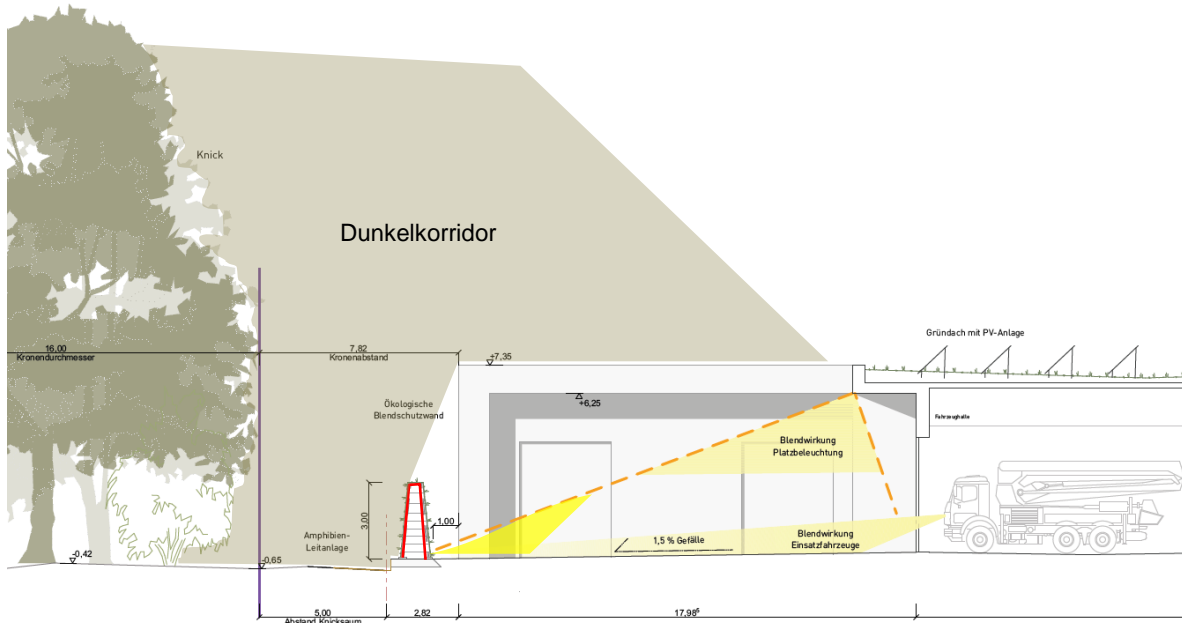 Knick
Dunkelkorridor
Gründach mit PV-Anlage
16,00
Kronendurchmesser
7,82
Kronenabstand
+7,35
Ökologische
Blendschutzwand
+6,25
Fahrzeughalle
Blendwirkung
Platzbeleuchtung
3,00
1,00
Amphibien-
Leitanlage
1,5 % Gefälle
Blendwirkung
Einsatzfahrzeuge
-0,42
-0,65
5,00
Abstand Knicksaum
2,82
17,98⁶